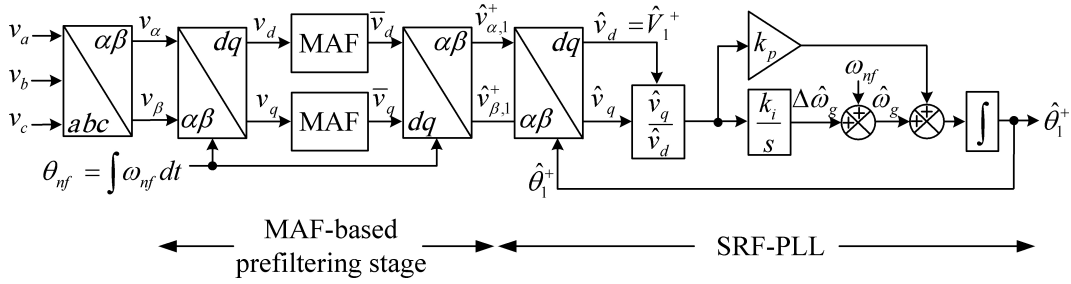 v_a
v_b
v_c
αβ
abc
v_α
v_β
dq
αβ
v_d
v_q
MAF
MAF
v̄_d
v̄_q
αβ
dq
v̂⁺_α,1
v̂⁺_β,1
dq
αβ
v̂_d = V̂₁⁺
v̂_q
v̂_q
v̂_d
k_p
k_i
s
Δω̂_g
ω_nf
ω̂_g
+
+
+
+
∫
θ̂₁⁺
θ_nf = ∫ω_nf dt
θ̂₁⁺
MAF-based
prefiltering stage
SRF-PLL